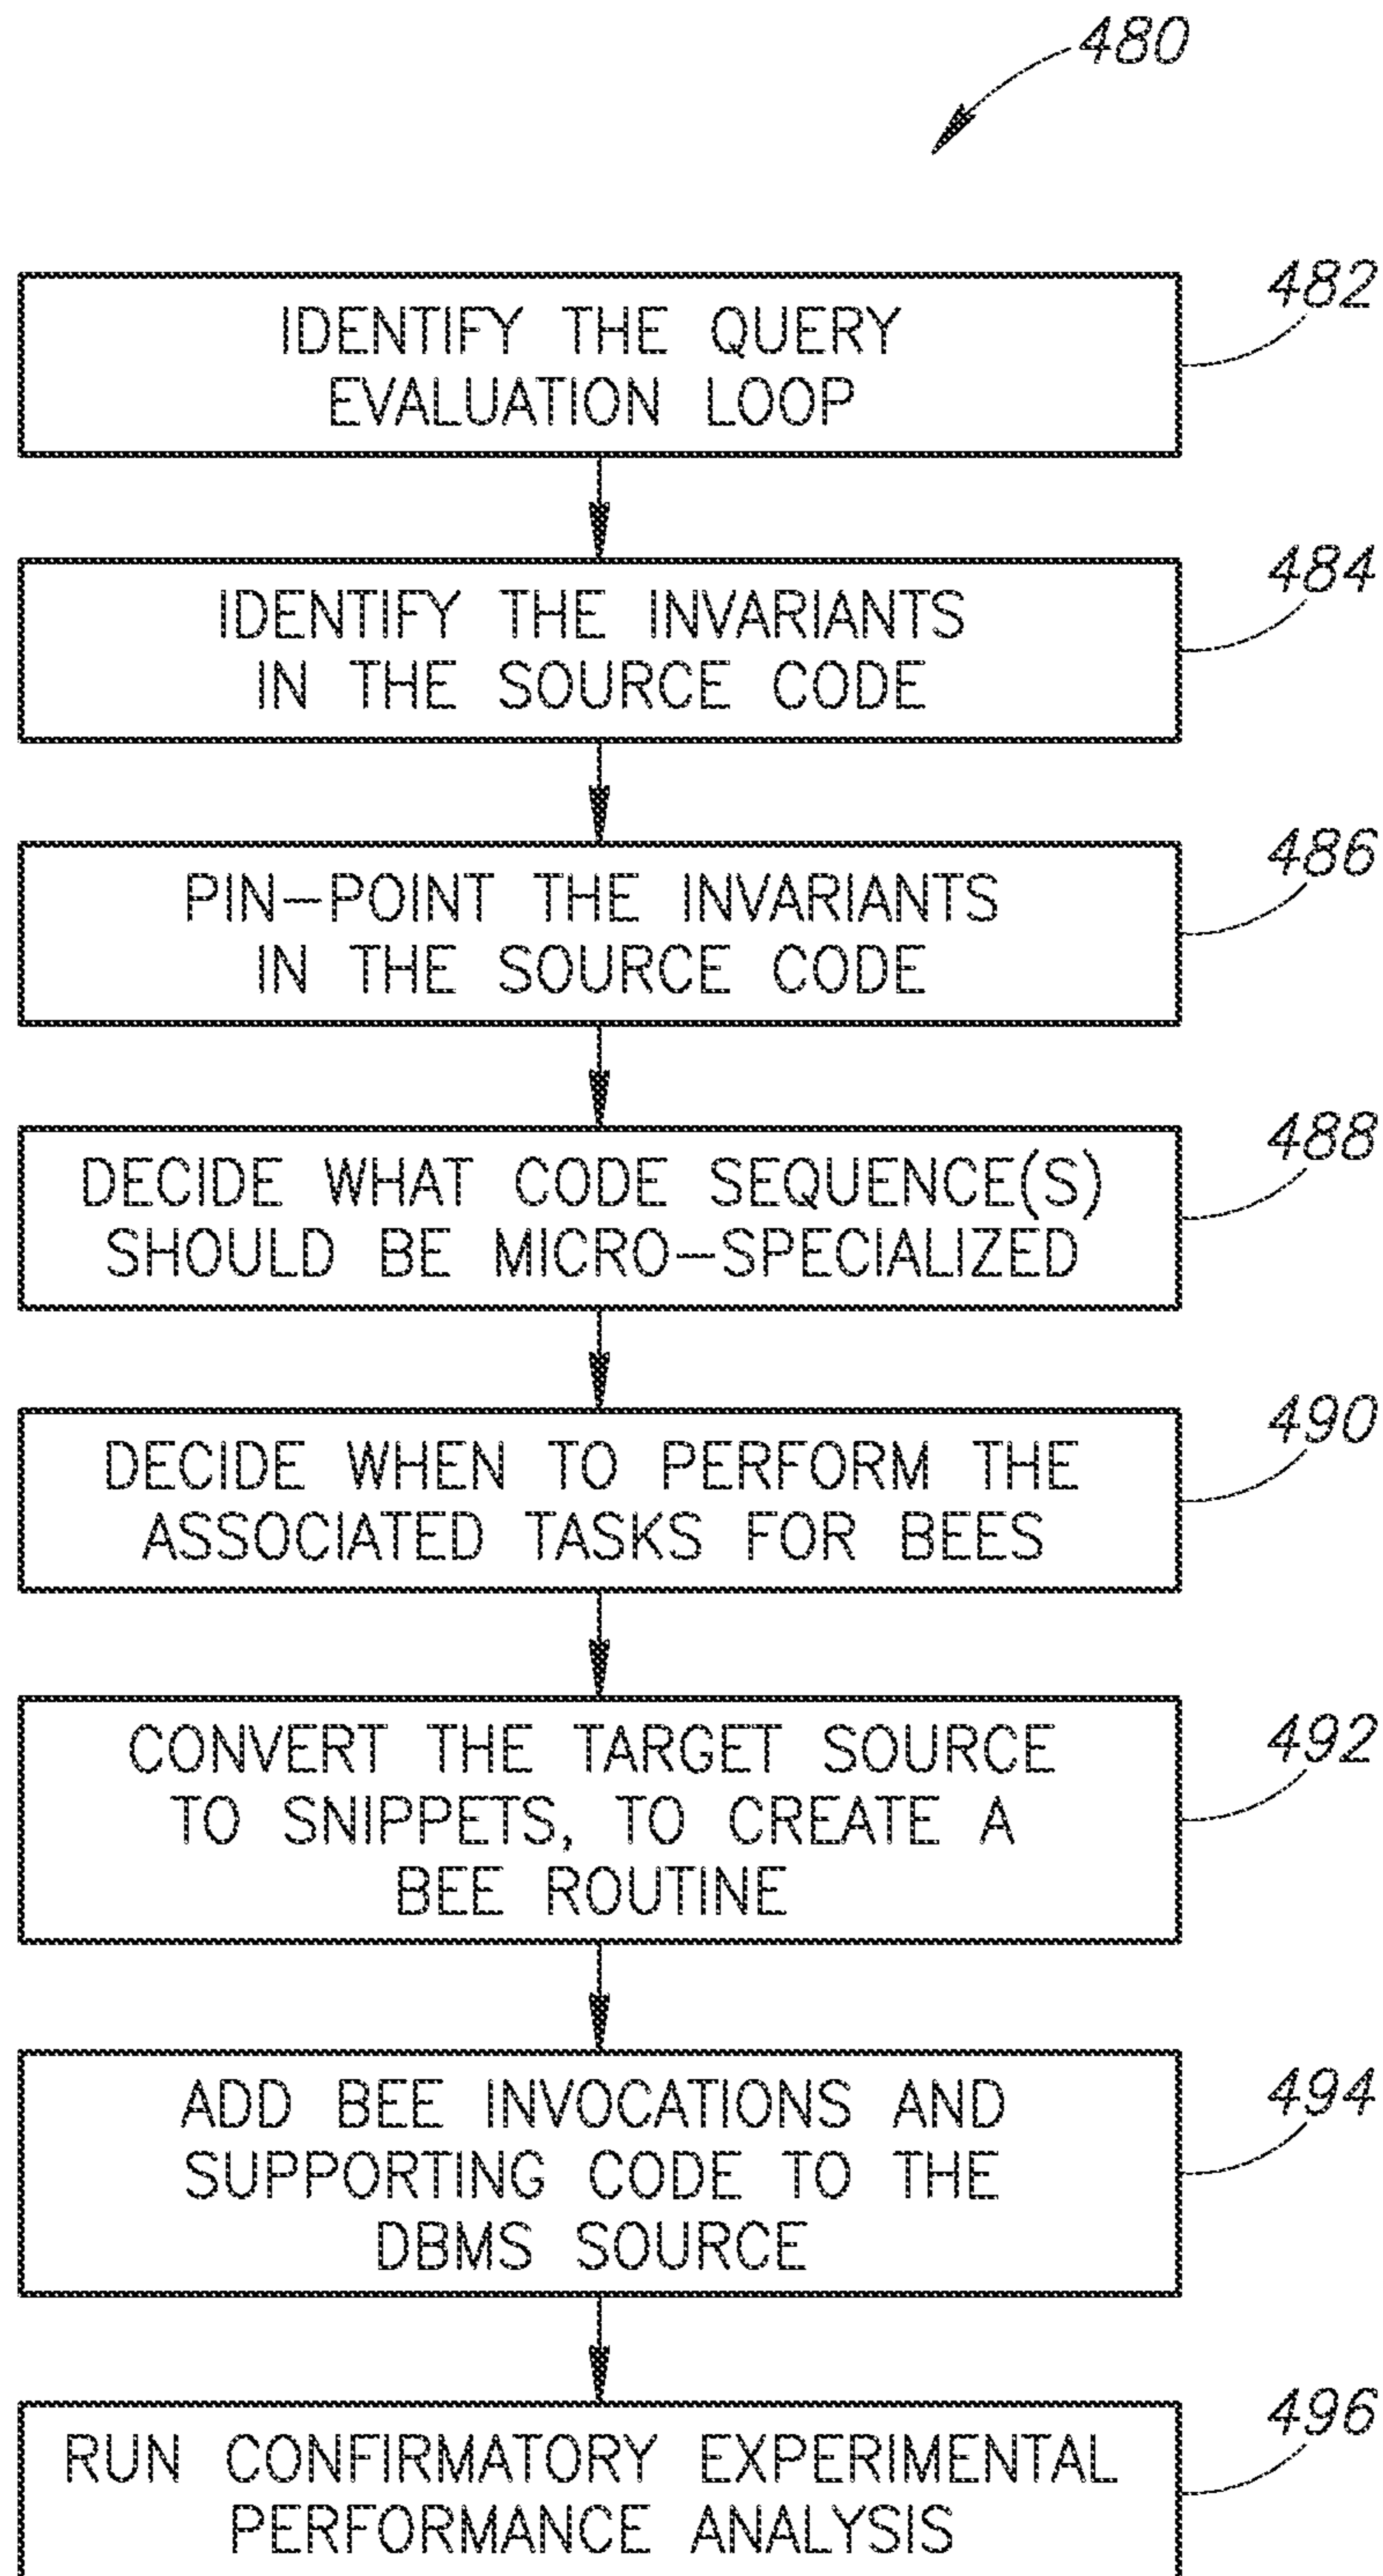 480
IDENTIFY THE QUERY
EVALUATION LOOP
482
IDENTIFY THE INVARIANTS
IN THE SOURCE CODE
484
PIN-POINT THE INVARIANTS
IN THE SOURCE CODE
486
DECIDE WHAT CODE SEQUENCE(S)
SHOULD BE MICRO-SPECIALIZED
488
DECIDE WHEN TO PERFORM THE
ASSOCIATED TASKS FOR BEES
490
CONVERT THE TARGET SOURCE
TO SNIPPETS, TO CREATE A
BEE ROUTINE
492
ADD BEE INVOCATIONS AND
SUPPORTING CODE TO THE
DBMS SOURCE
494
RUN CONFIRMATORY EXPERIMENTAL
PERFORMANCE ANALYSIS
496